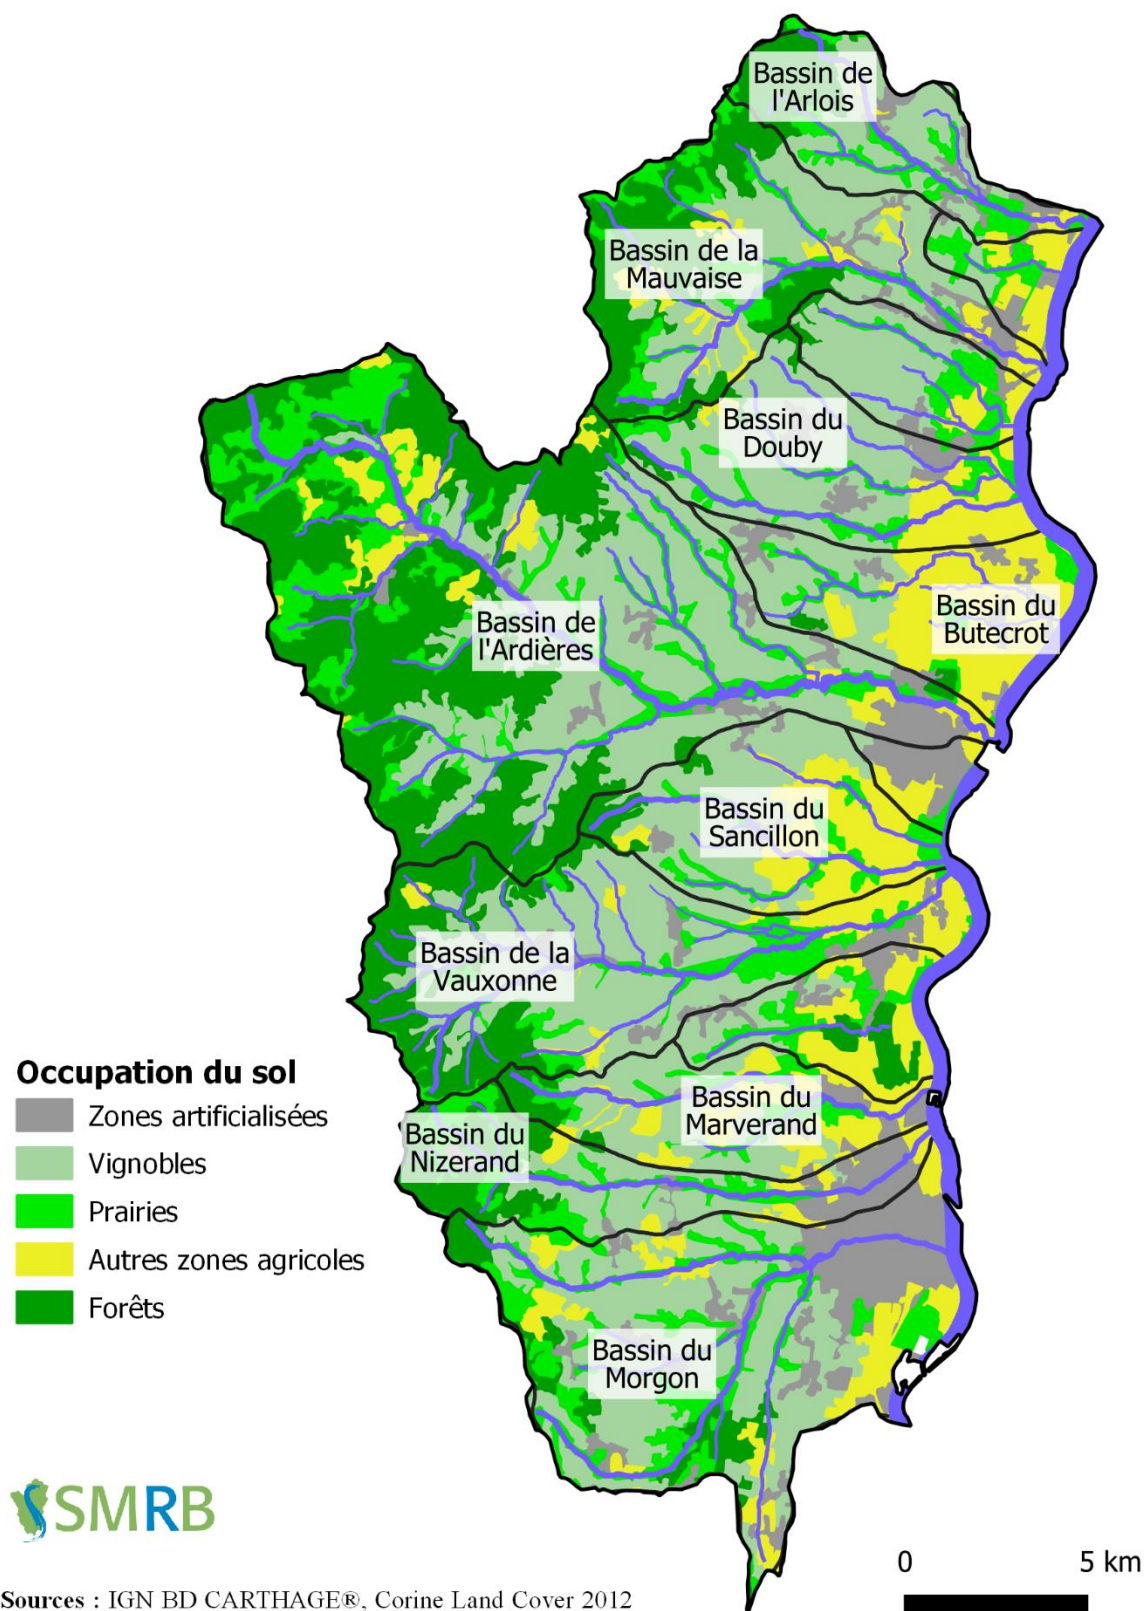 Bassin de
l'Arlois
Bassin de la
Mauvaise
Bassin du
Douby
Bassin de
l'Ardières
Bassin du
Butecrot
Bassin du
Sancillon
Bassin de la
Vauxonne
Bassin du
Marverand
Bassin du
Nizerand
Bassin du
Morgon
Occupation du sol
Zones artificialisées
Vignobles
Prairies
Autres zones agricoles
Forêts
SMRB
0 5 km
Sources : IGN BD CARTHAGE®, Corine Land Cover 2012